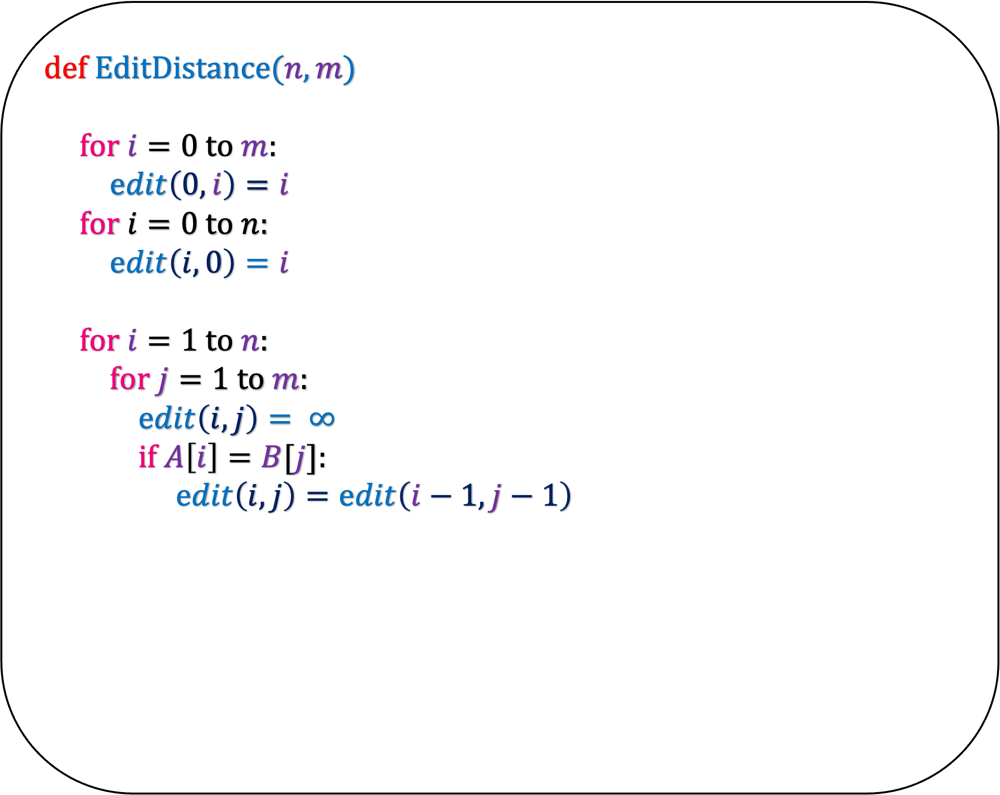 def EditDistance(n, m)
for i = 0 to m:
edit(0, i) = i
for i = 0 to n:
edit(i, 0) = i
for i = 1 to n:
for j = 1 to m:
edit(i, j) = ∞
if A[i] = B[j]:
edit(i, j) = edit(i − 1, j − 1)